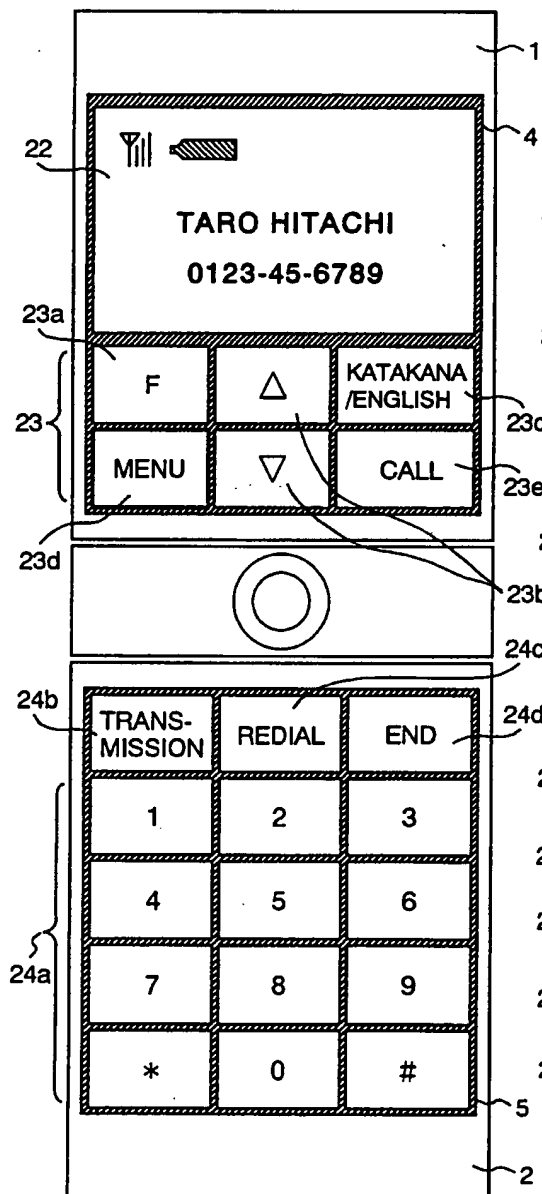 1
4
22
TARO HITACHI
0123-45-6789
23a
F
△
KATAKANA
/ENGLISH
23
23c
MENU
▽
CALL
23e
23d
23b
24c
24b
TRANS-
MISSION
REDIAL
END
24d
1
2
3
4
5
6
24a
7
8
9
*
0
#
5
2